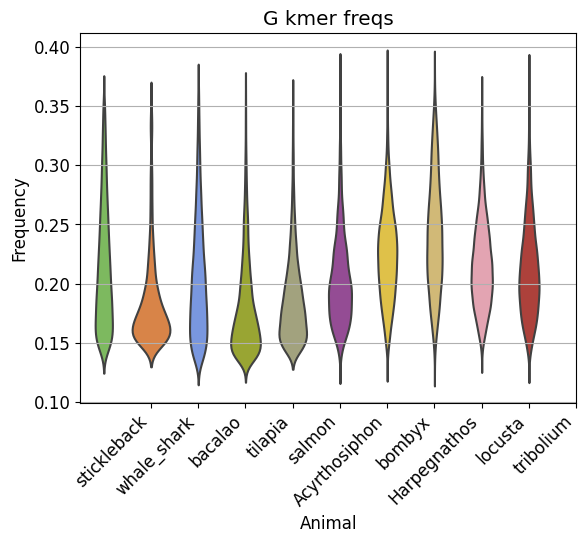 G kmer freqs
0.40
0.35
0.30
0.25
0.20
0.15
0.10
Frequency
stickleback
whale_shark
bacalao
tilapia
salmon
Acyrthosiphon
bombyx
Harpegnathos
locusta
tribolium
Animal